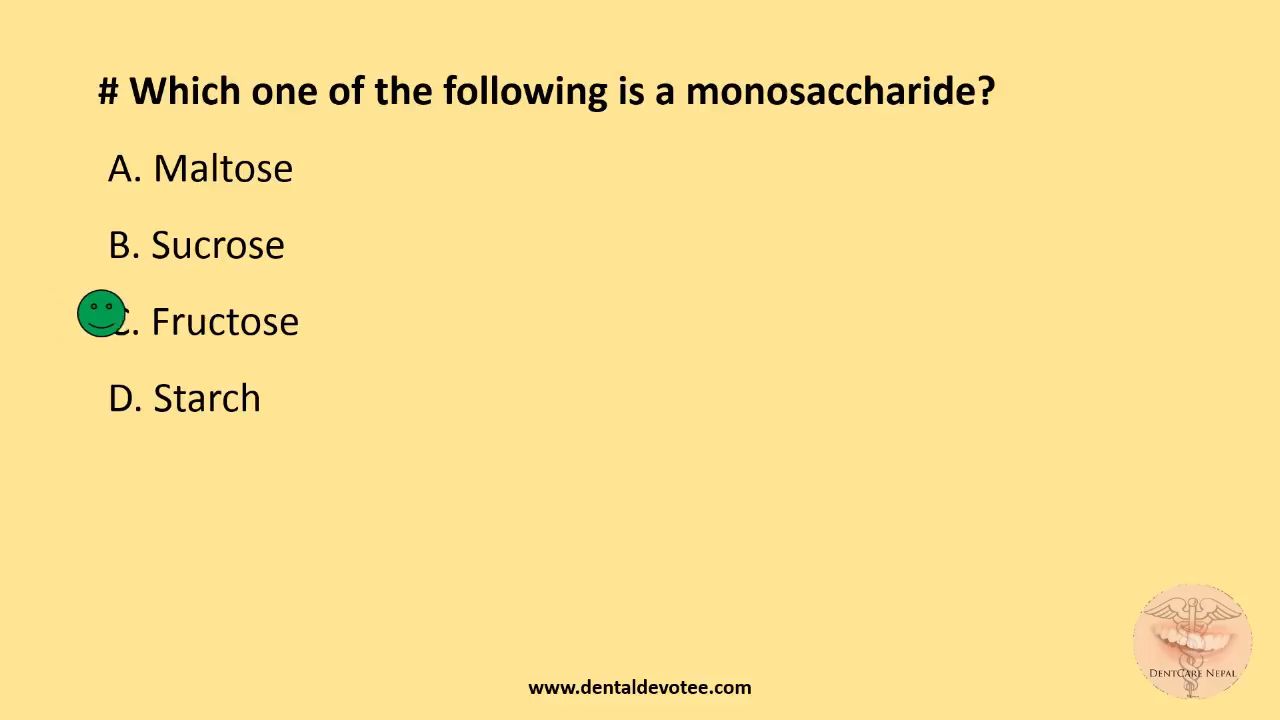 # Which one of the following is a monosaccharide?
A. Maltose
B. Sucrose
C. Fructose
D. Starch
DentCare Nepal
www.dentaldevotee.com